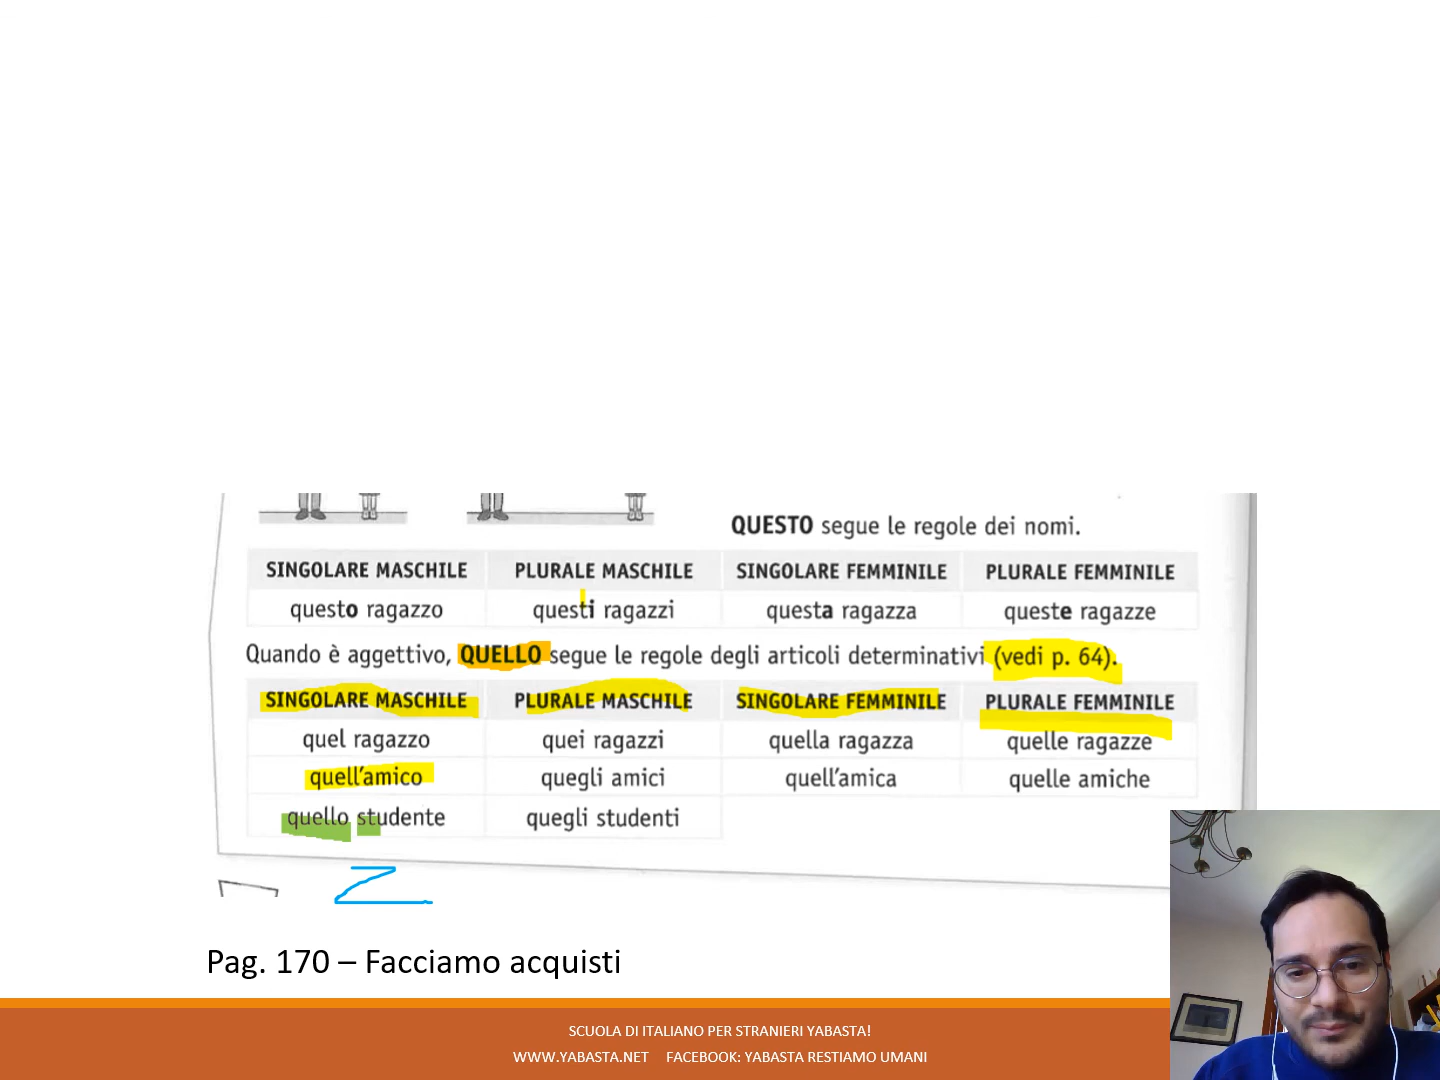 QUESTO segue le regole dei nomi.
SINGOLARE MASCHILE PLURALE MASCHILE SINGOLARE FEMMINILE PLURALE FEMMINILE
questo ragazzo questi ragazzi questa ragazza queste ragazze
Quando è aggettivo, QUELLO segue le regole degli articoli determinativi (vedi p. 64).
SINGOLARE MASCHILE PLURALE MASCHILE SINGOLARE FEMMINILE PLURALE FEMMINILE
quel ragazzo quei ragazzi quella ragazza quelle ragazze
quell'amico quegli amici quell'amica quelle amiche
quello studente quegli studenti
Z
Pag. 170 – Facciamo acquisti
SCUOLA DI ITALIANO PER STRANIERI YABASTA!
WWW.YABASTA.NET FACEBOOK: YABASTA RESTIAMO UMANI